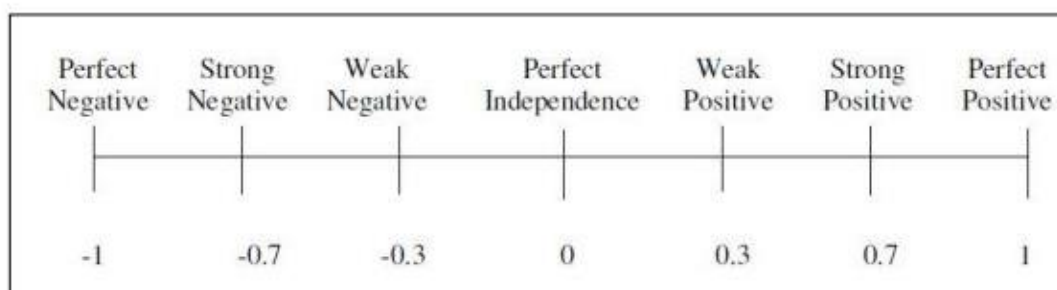 Perfect Strong Weak Perfect Weak Strong Perfect
Negative Negative Negative Independence Positive Positive Positive
-1 -0.7 -0.3 0 0.3 0.7 1